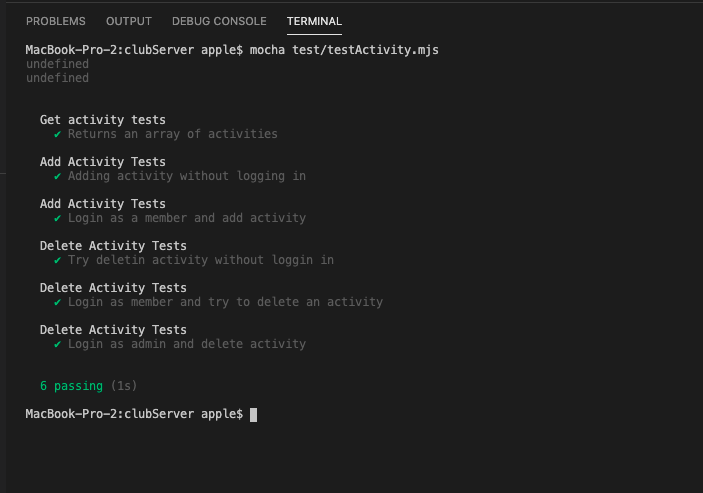 PROBLEMS OUTPUT DEBUG CONSOLE TERMINAL
MacBook-Pro-2:clubServer apple$ mocha test/testActivity.mjs
undefined
undefined
Get activity tests
✔ Returns an array of activities
Add Activity Tests
✔ Adding activity without logging in
Add Activity Tests
✔ Login as a member and add activity
Delete Activity Tests
✔ Try deletin activity without loggin in
Delete Activity Tests
✔ Login as member and try to delete an activity
Delete Activity Tests
✔ Login as admin and delete activity
6 passing (1s)
MacBook-Pro-2:clubServer apple$